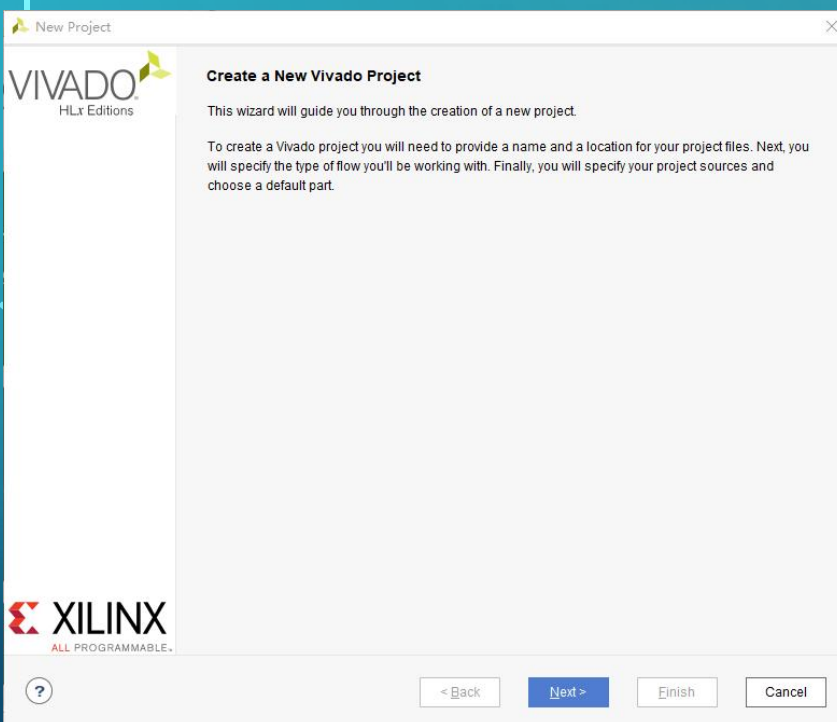 New Project
VIVADO
HLx Editions
Create a New Vivado Project
This wizard will guide you through the creation of a new project.
To create a Vivado project you will need to provide a name and a location for your project files. Next, you
will specify the type of flow you'll be working with. Finally, you will specify your project sources and
choose a default part.
XILINX
ALL PROGRAMMABLE™
?
< Back
Next >
Finish
Cancel